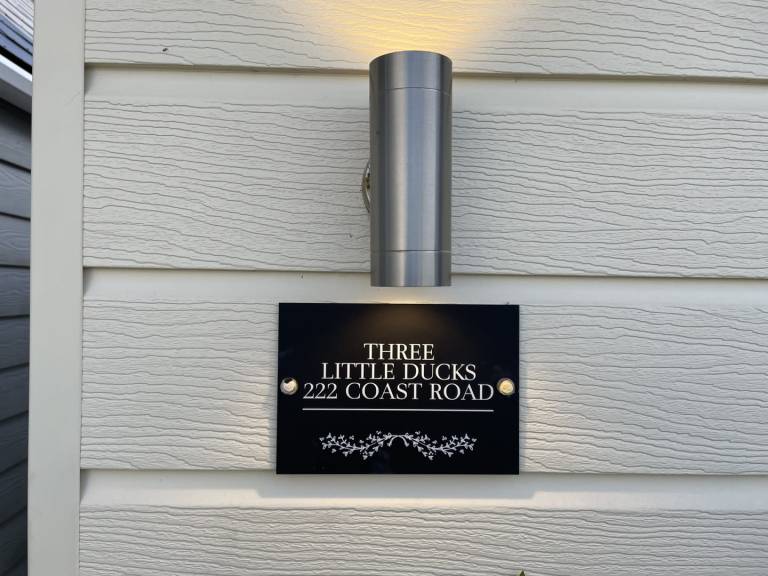 THREE
LITTLE DUCKS
222 COAST ROAD